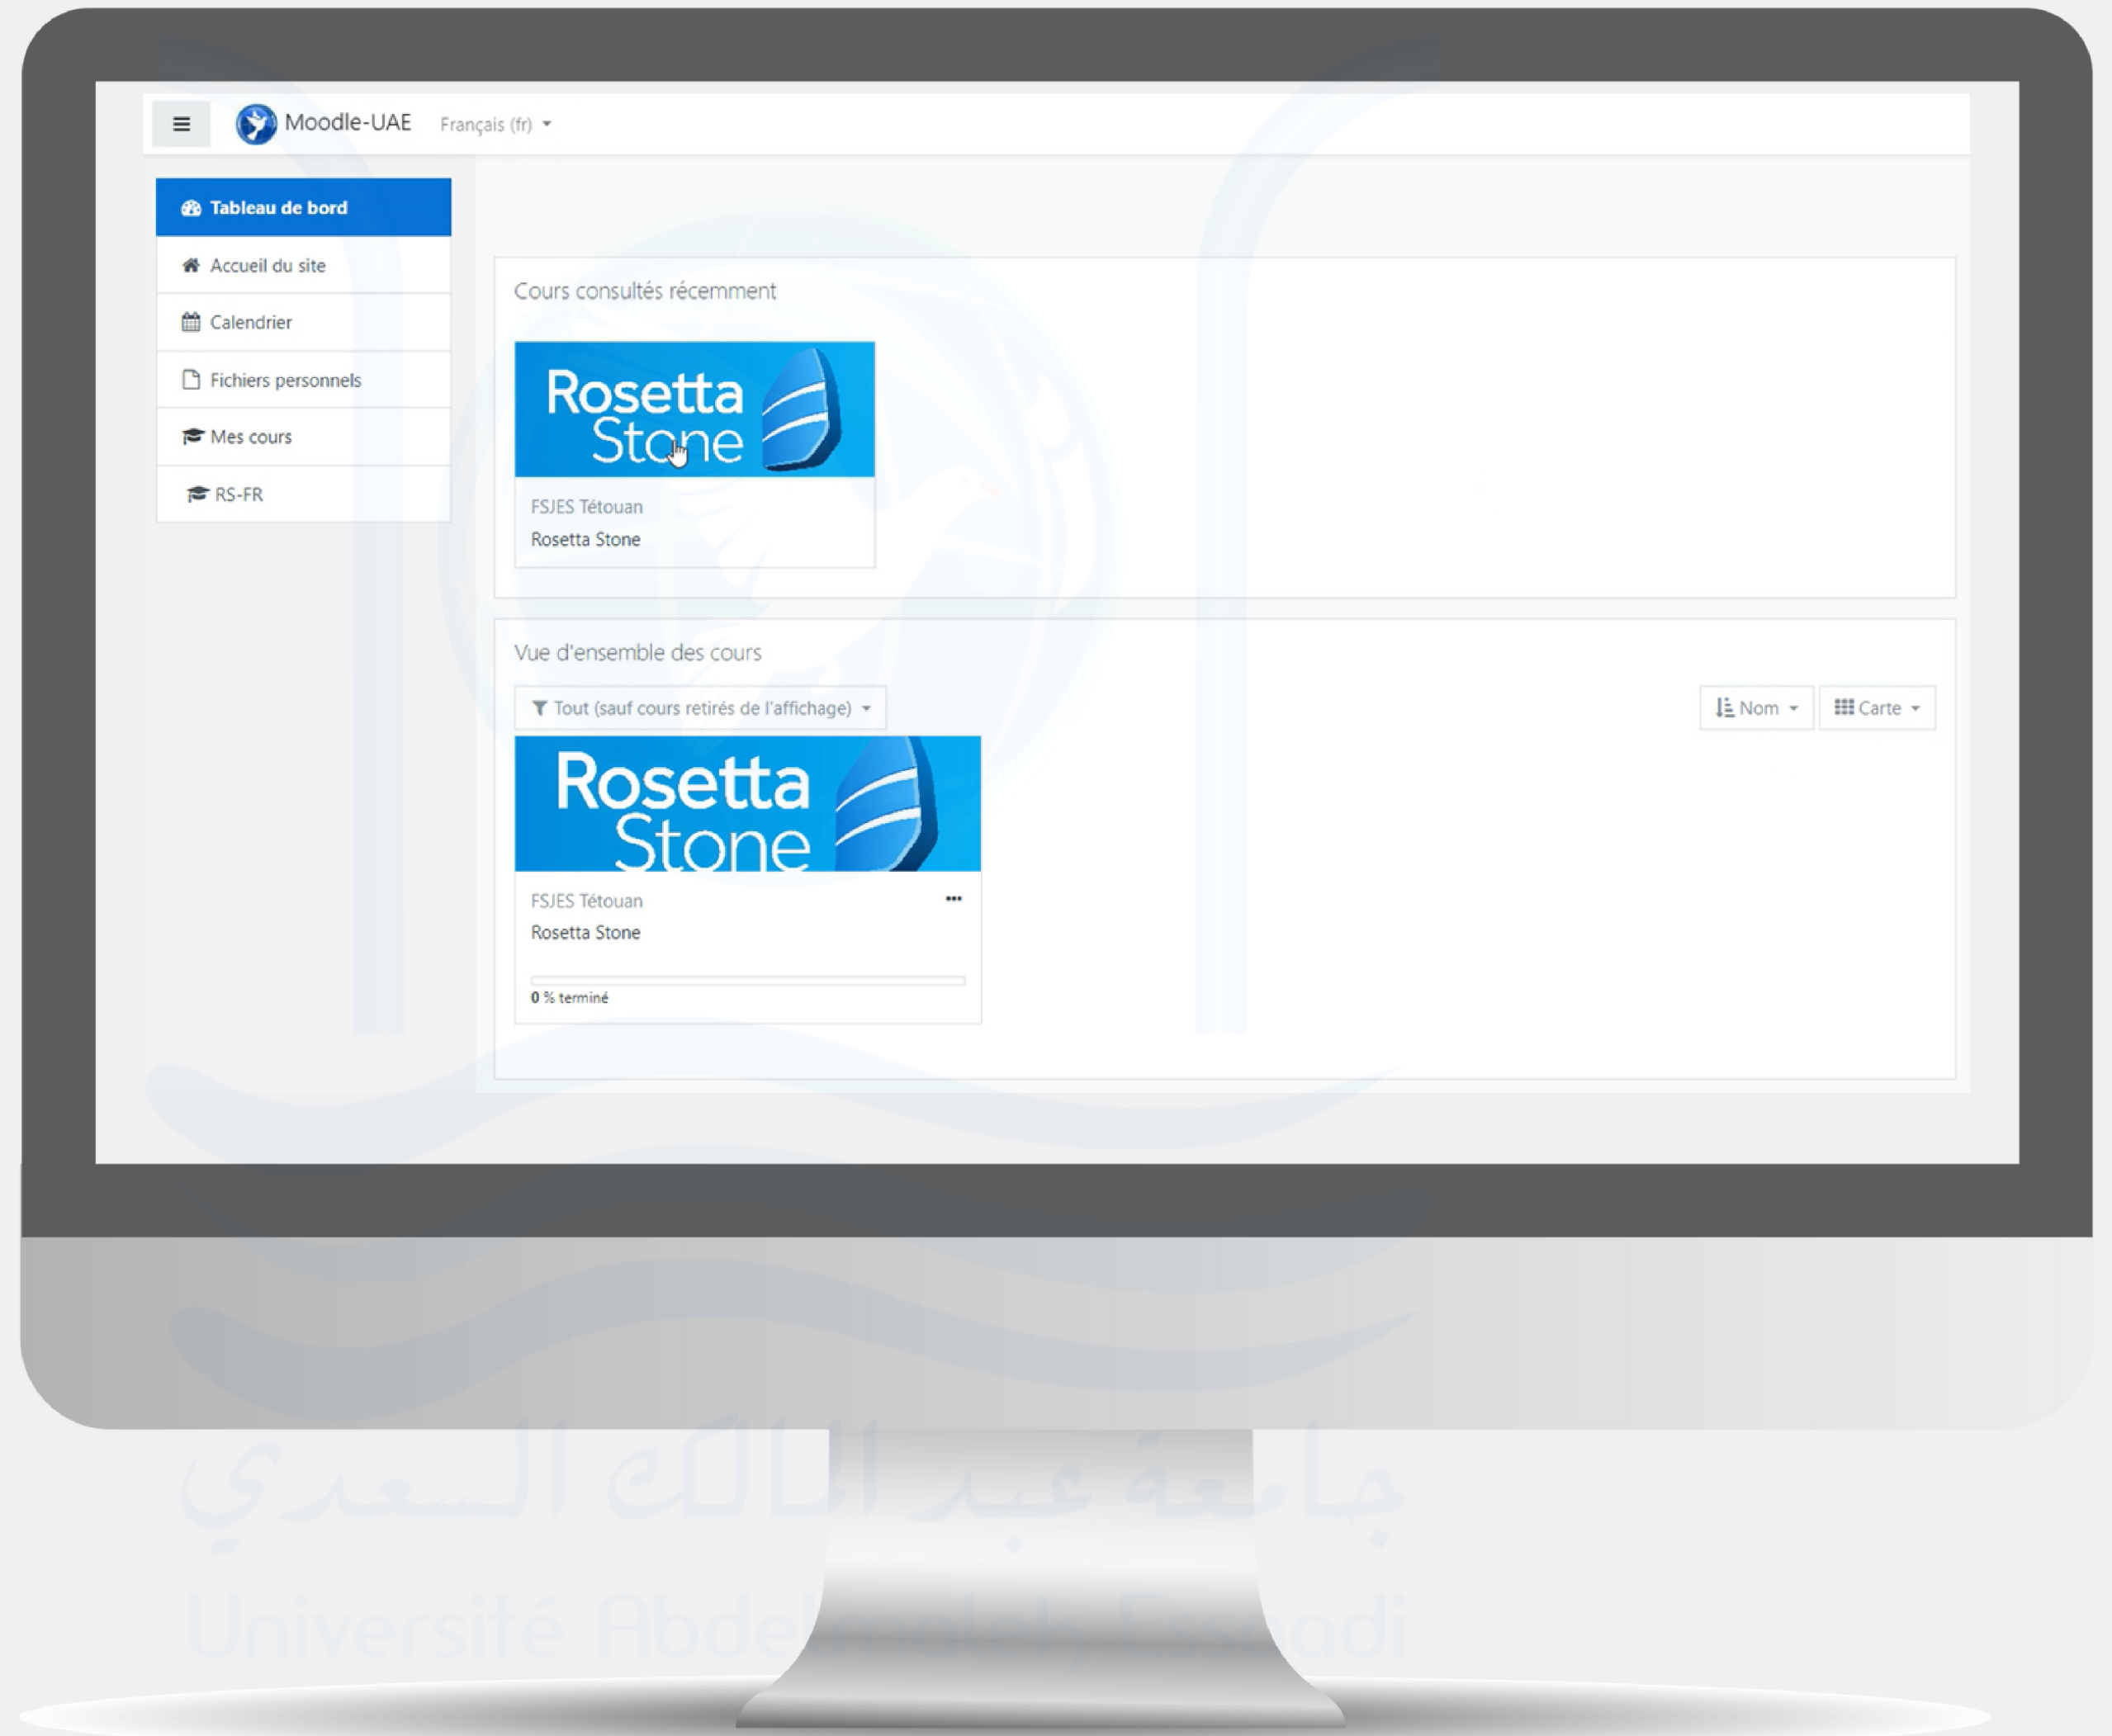 Moodle-UAE Français (fr)
Tableau de bord
Accueil du site
Calendrier
Fichiers personnels
Mes cours
RS-FR
Cours consultés récemment
Rosetta
Stone
FSJES Tétouan
Rosetta Stone
Vue d'ensemble des cours
Tout (sauf cours retirés de l'affichage) Nom Carte
Rosetta
Stone
FSJES Tétouan
Rosetta Stone
0 % terminé
جامعة عبد المالك السعدي
Université Abdelmalek Essaadi